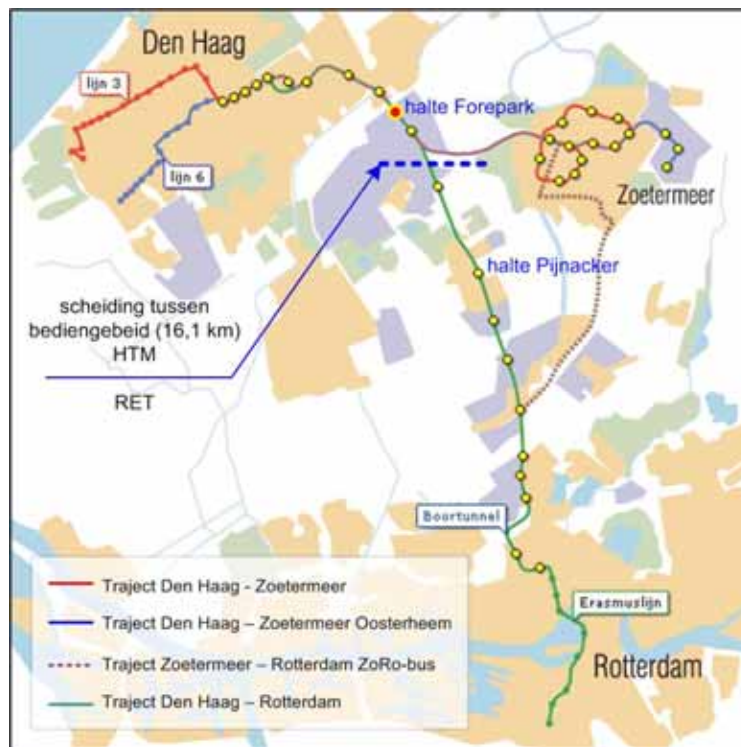 Den Haag
lijn 3
halte Forepark
lijn 6
Zoetermeer
halte Pijnacker
scheiding tussen
bediengebeid (16,1 km)
HTM
RET
Boortunnel
Erasmuslijn
Rotterdam
Traject Den Haag - Zoetermeer
Traject Den Haag – Zoetermeer Oosterheem
Traject Zoetermeer – Rotterdam ZoRo-bus
Traject Den Haag – Rotterdam